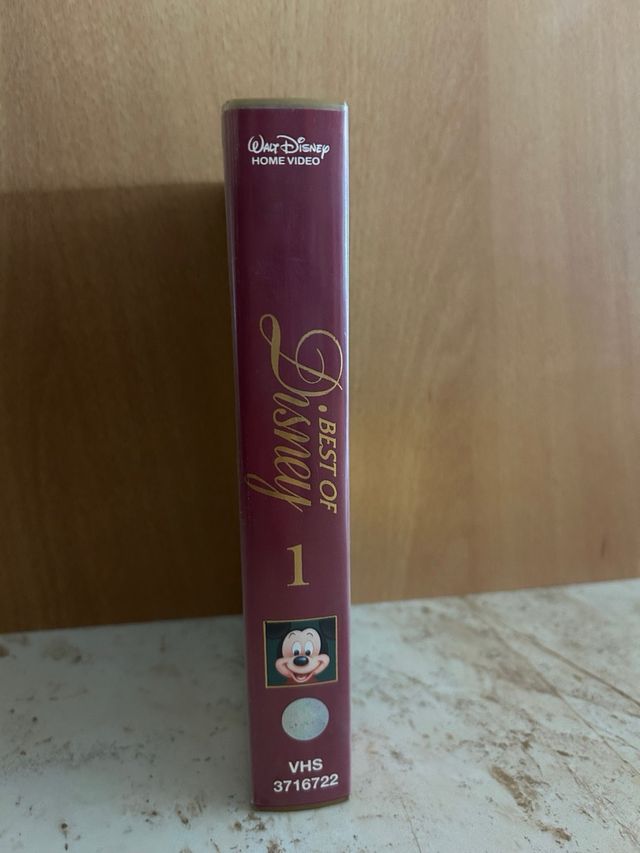 Walt Disney
HOME VIDEO
BEST OF
Disney
1
VHS
3716722